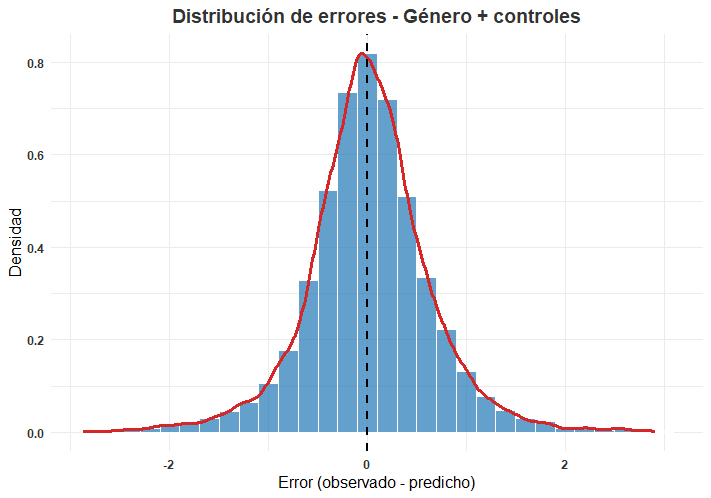 Distribución de errores - Género + controles
Densidad
0.8
0.6
0.4
0.2
0.0
-2
0
2
Error (observado - predicho)